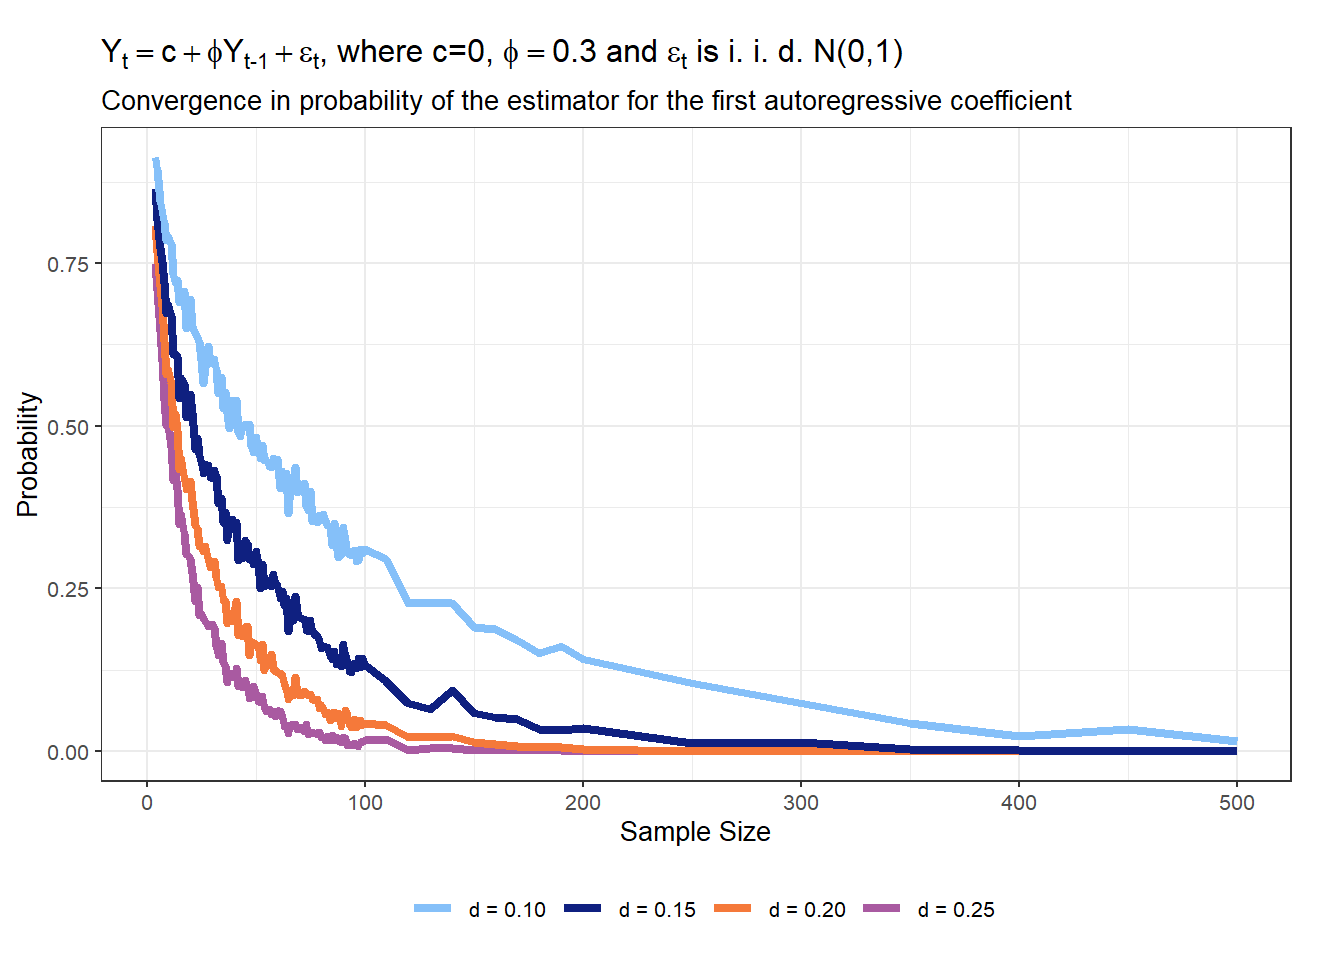 Yt = c + ϕYt-1 + εt, where c=0, ϕ = 0.3 and εt is i. i. d. N(0,1)
Convergence in probability of the estimator for the first autoregressive coefficient
Probability
0.75
0.50
0.25
0.00
0 100 200 300 400 500
Sample Size
d = 0.10 d = 0.15 d = 0.20 d = 0.25